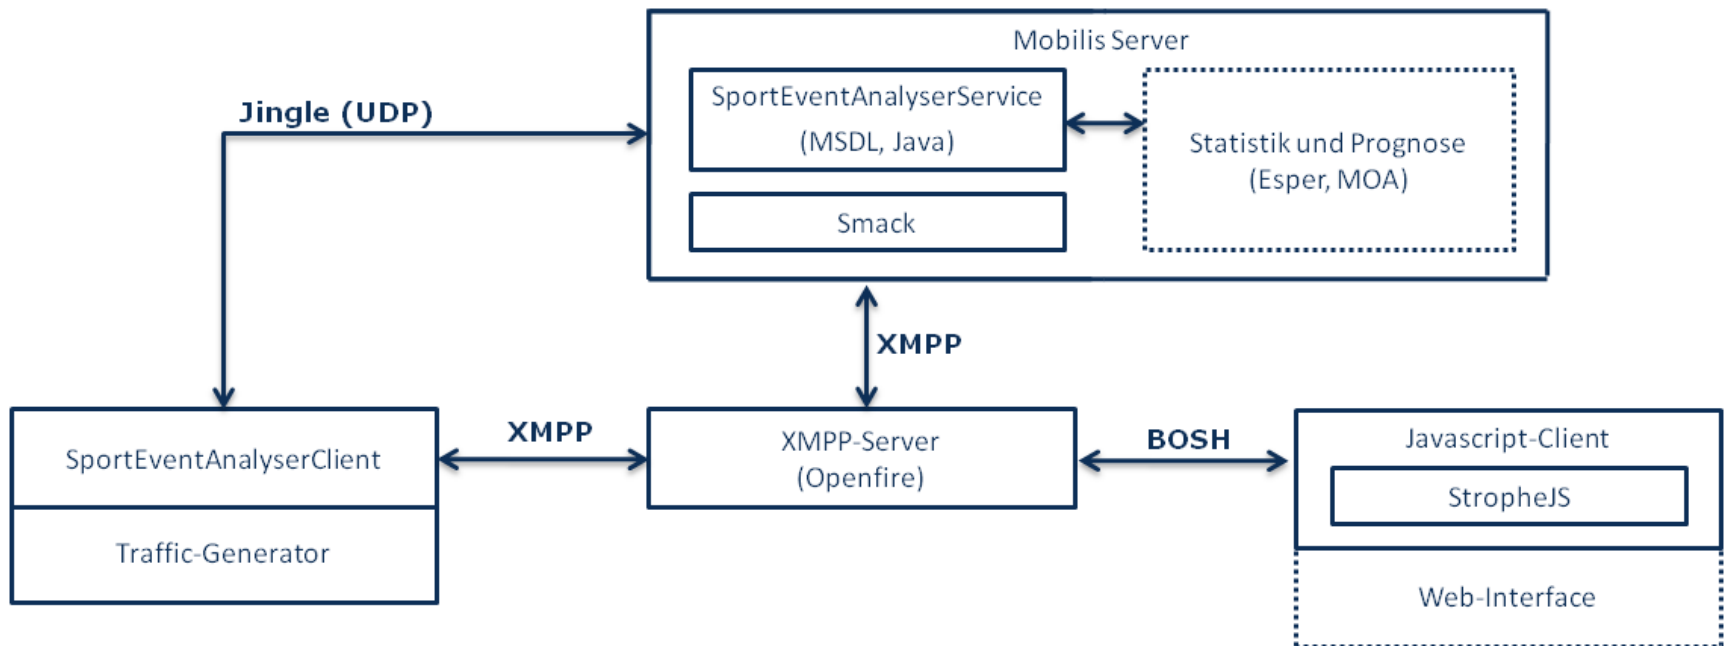 Mobilis Server
SportEventAnalyserService
(MSDL, Java)
Statistik und Prognose
(Esper, MOA)
Smack
Jingle (UDP)
XMPP
SportEventAnalyserClient
Traffic-Generator
XMPP
XMPP-Server
(Openfire)
BOSH
Javascript-Client
StropheJS
Web-Interface